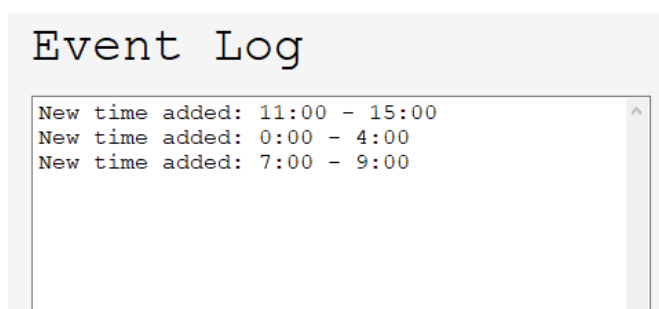 Event Log
New time added: 11:00 - 15:00
New time added: 0:00 - 4:00
New time added: 7:00 - 9:00